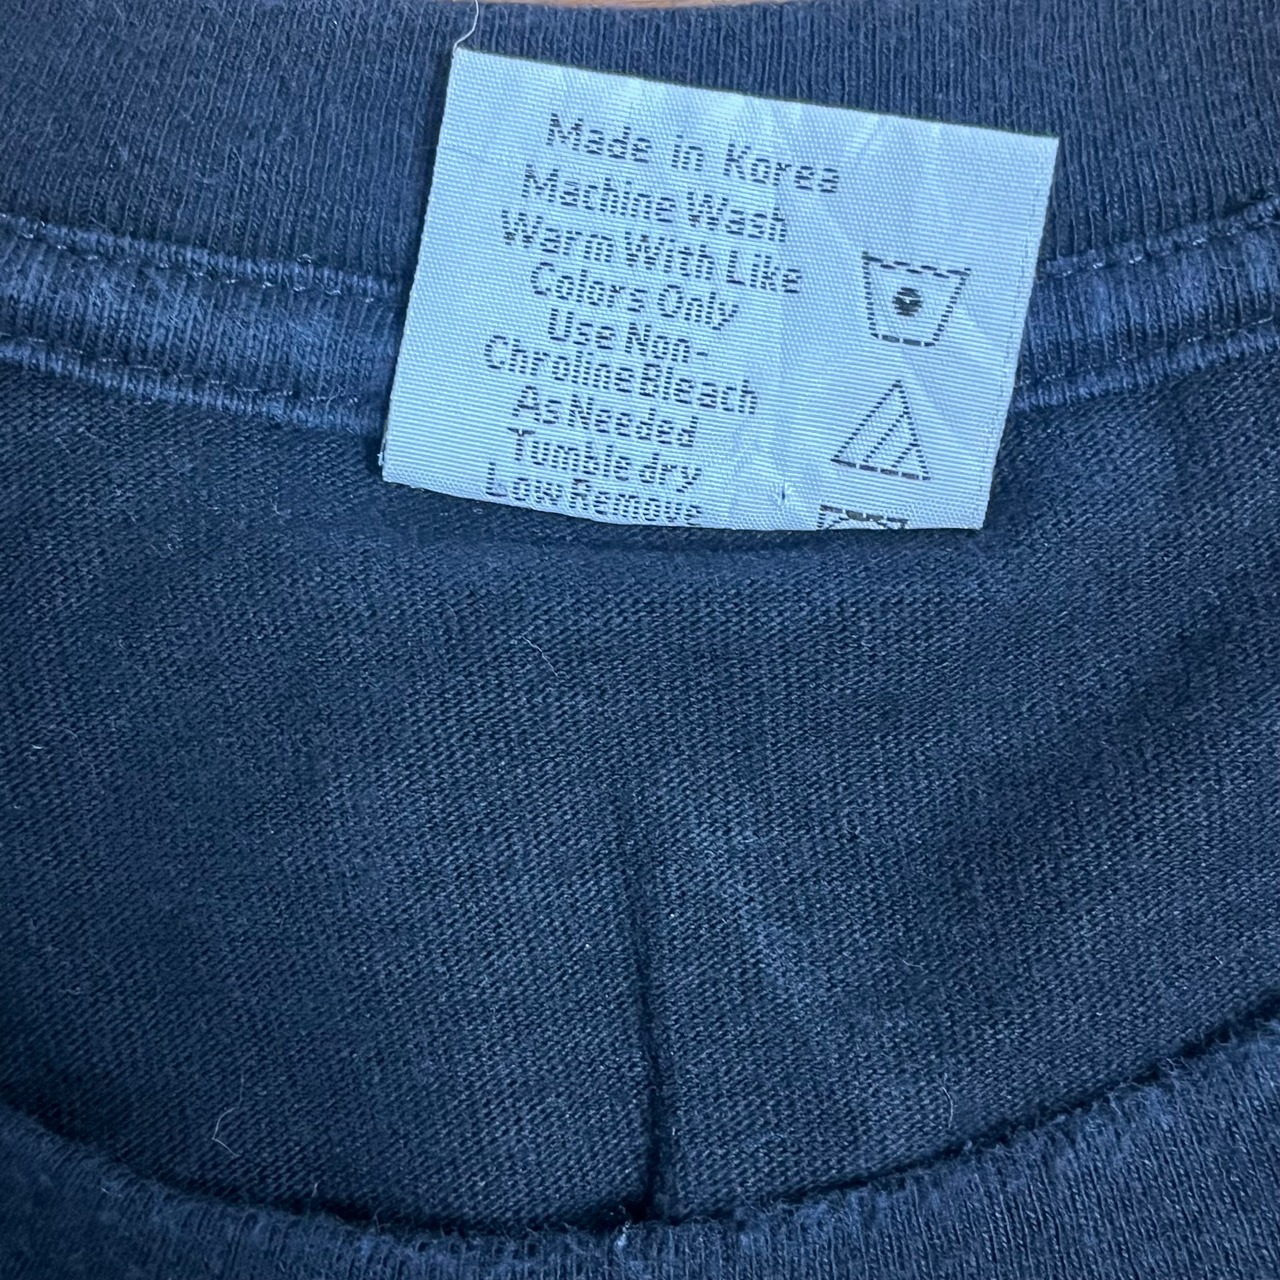 Made in Korea
Machine Wash
Warm With Like
Colors Only
Use Non-
Chroline Bleach
As Needed
Tumble dry
Low Remove